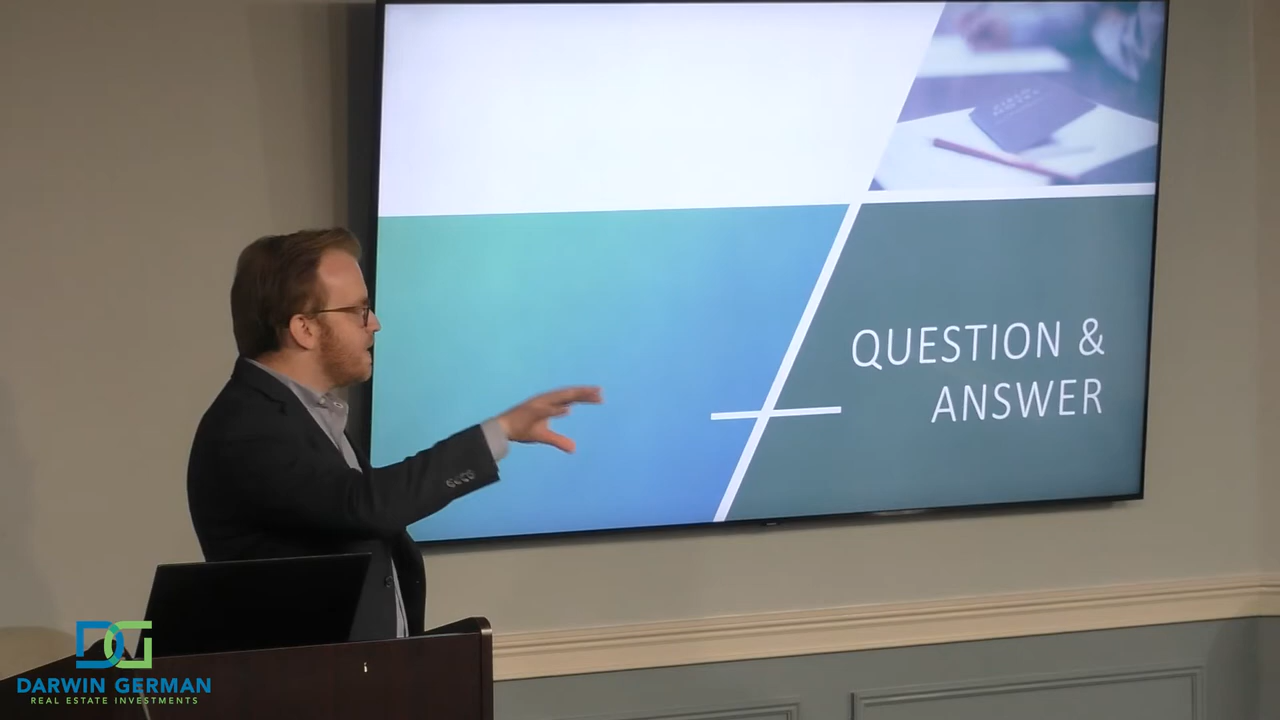 QUESTION &
ANSWER
DG
DARWIN GERMAN
REAL ESTATE INVESTMENTS